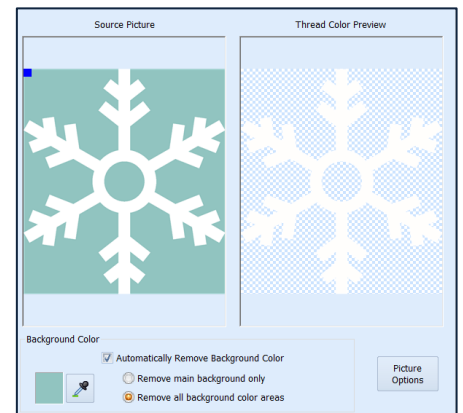 Source Picture
Thread Color Preview
Background Color
Automatically Remove Background Color
Remove main background only
Remove all background color areas
Picture
Options